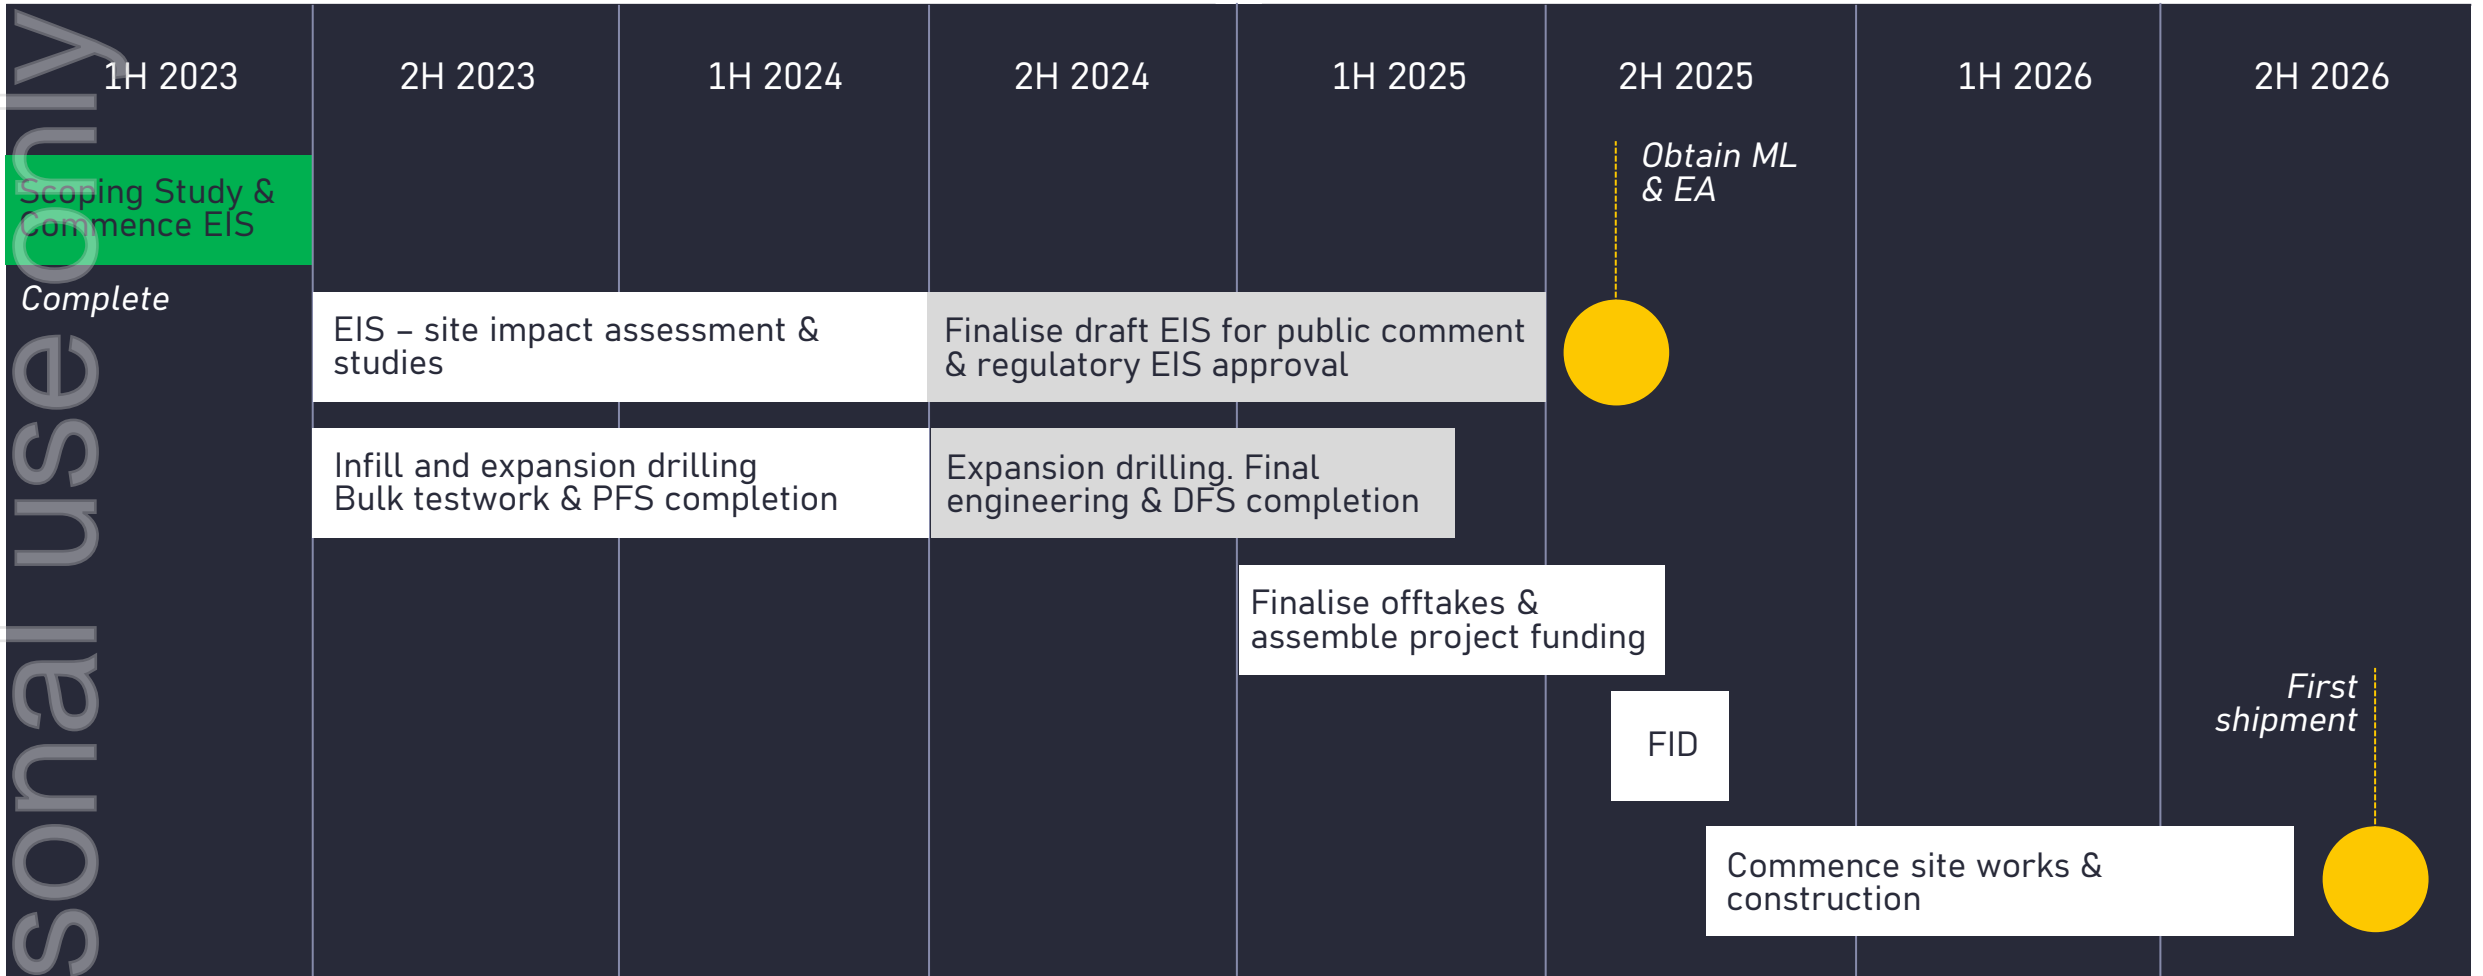 1H 2023
2H 2023
1H 2024
2H 2024
1H 2025
2H 2025
1H 2026
2H 2026
Obtain ML
& EA
Scoping Study &
Commence EIS
Complete
EIS – site impact assessment &
studies
Finalise draft EIS for public comment
& regulatory EIS approval
Infill and expansion drilling
Bulk testwork & PFS completion
Expansion drilling. Final
engineering & DFS completion
Finalise offtakes &
assemble project funding
FID
First
shipment
Commence site works &
construction
sonal use only